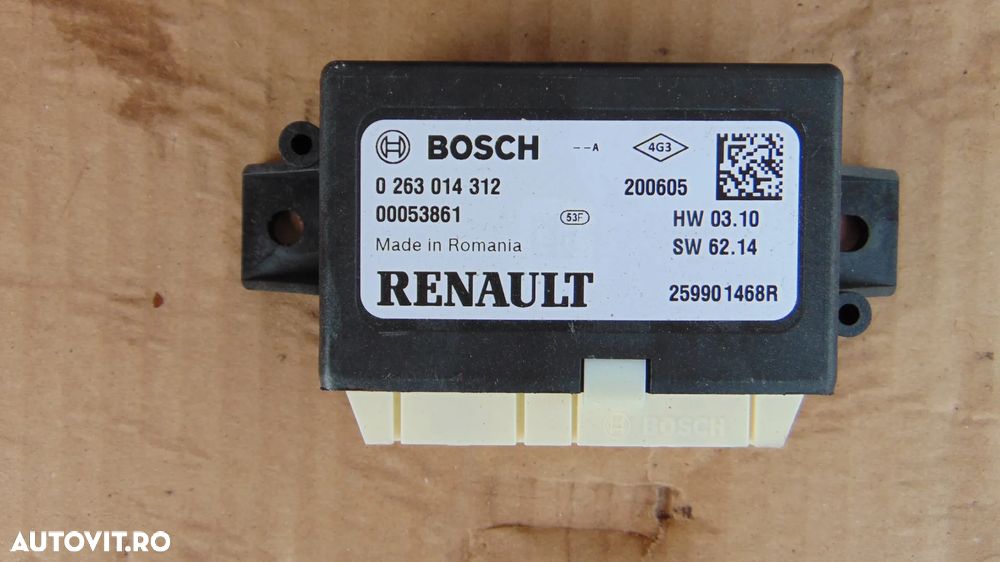 BOSCH --A 4G3
0 263 014 312 200605
00053861 53F HW 03.10
Made in Romania SW 62.14
RENAULT 259901468R
BOSCH
AUTOVIT.RO